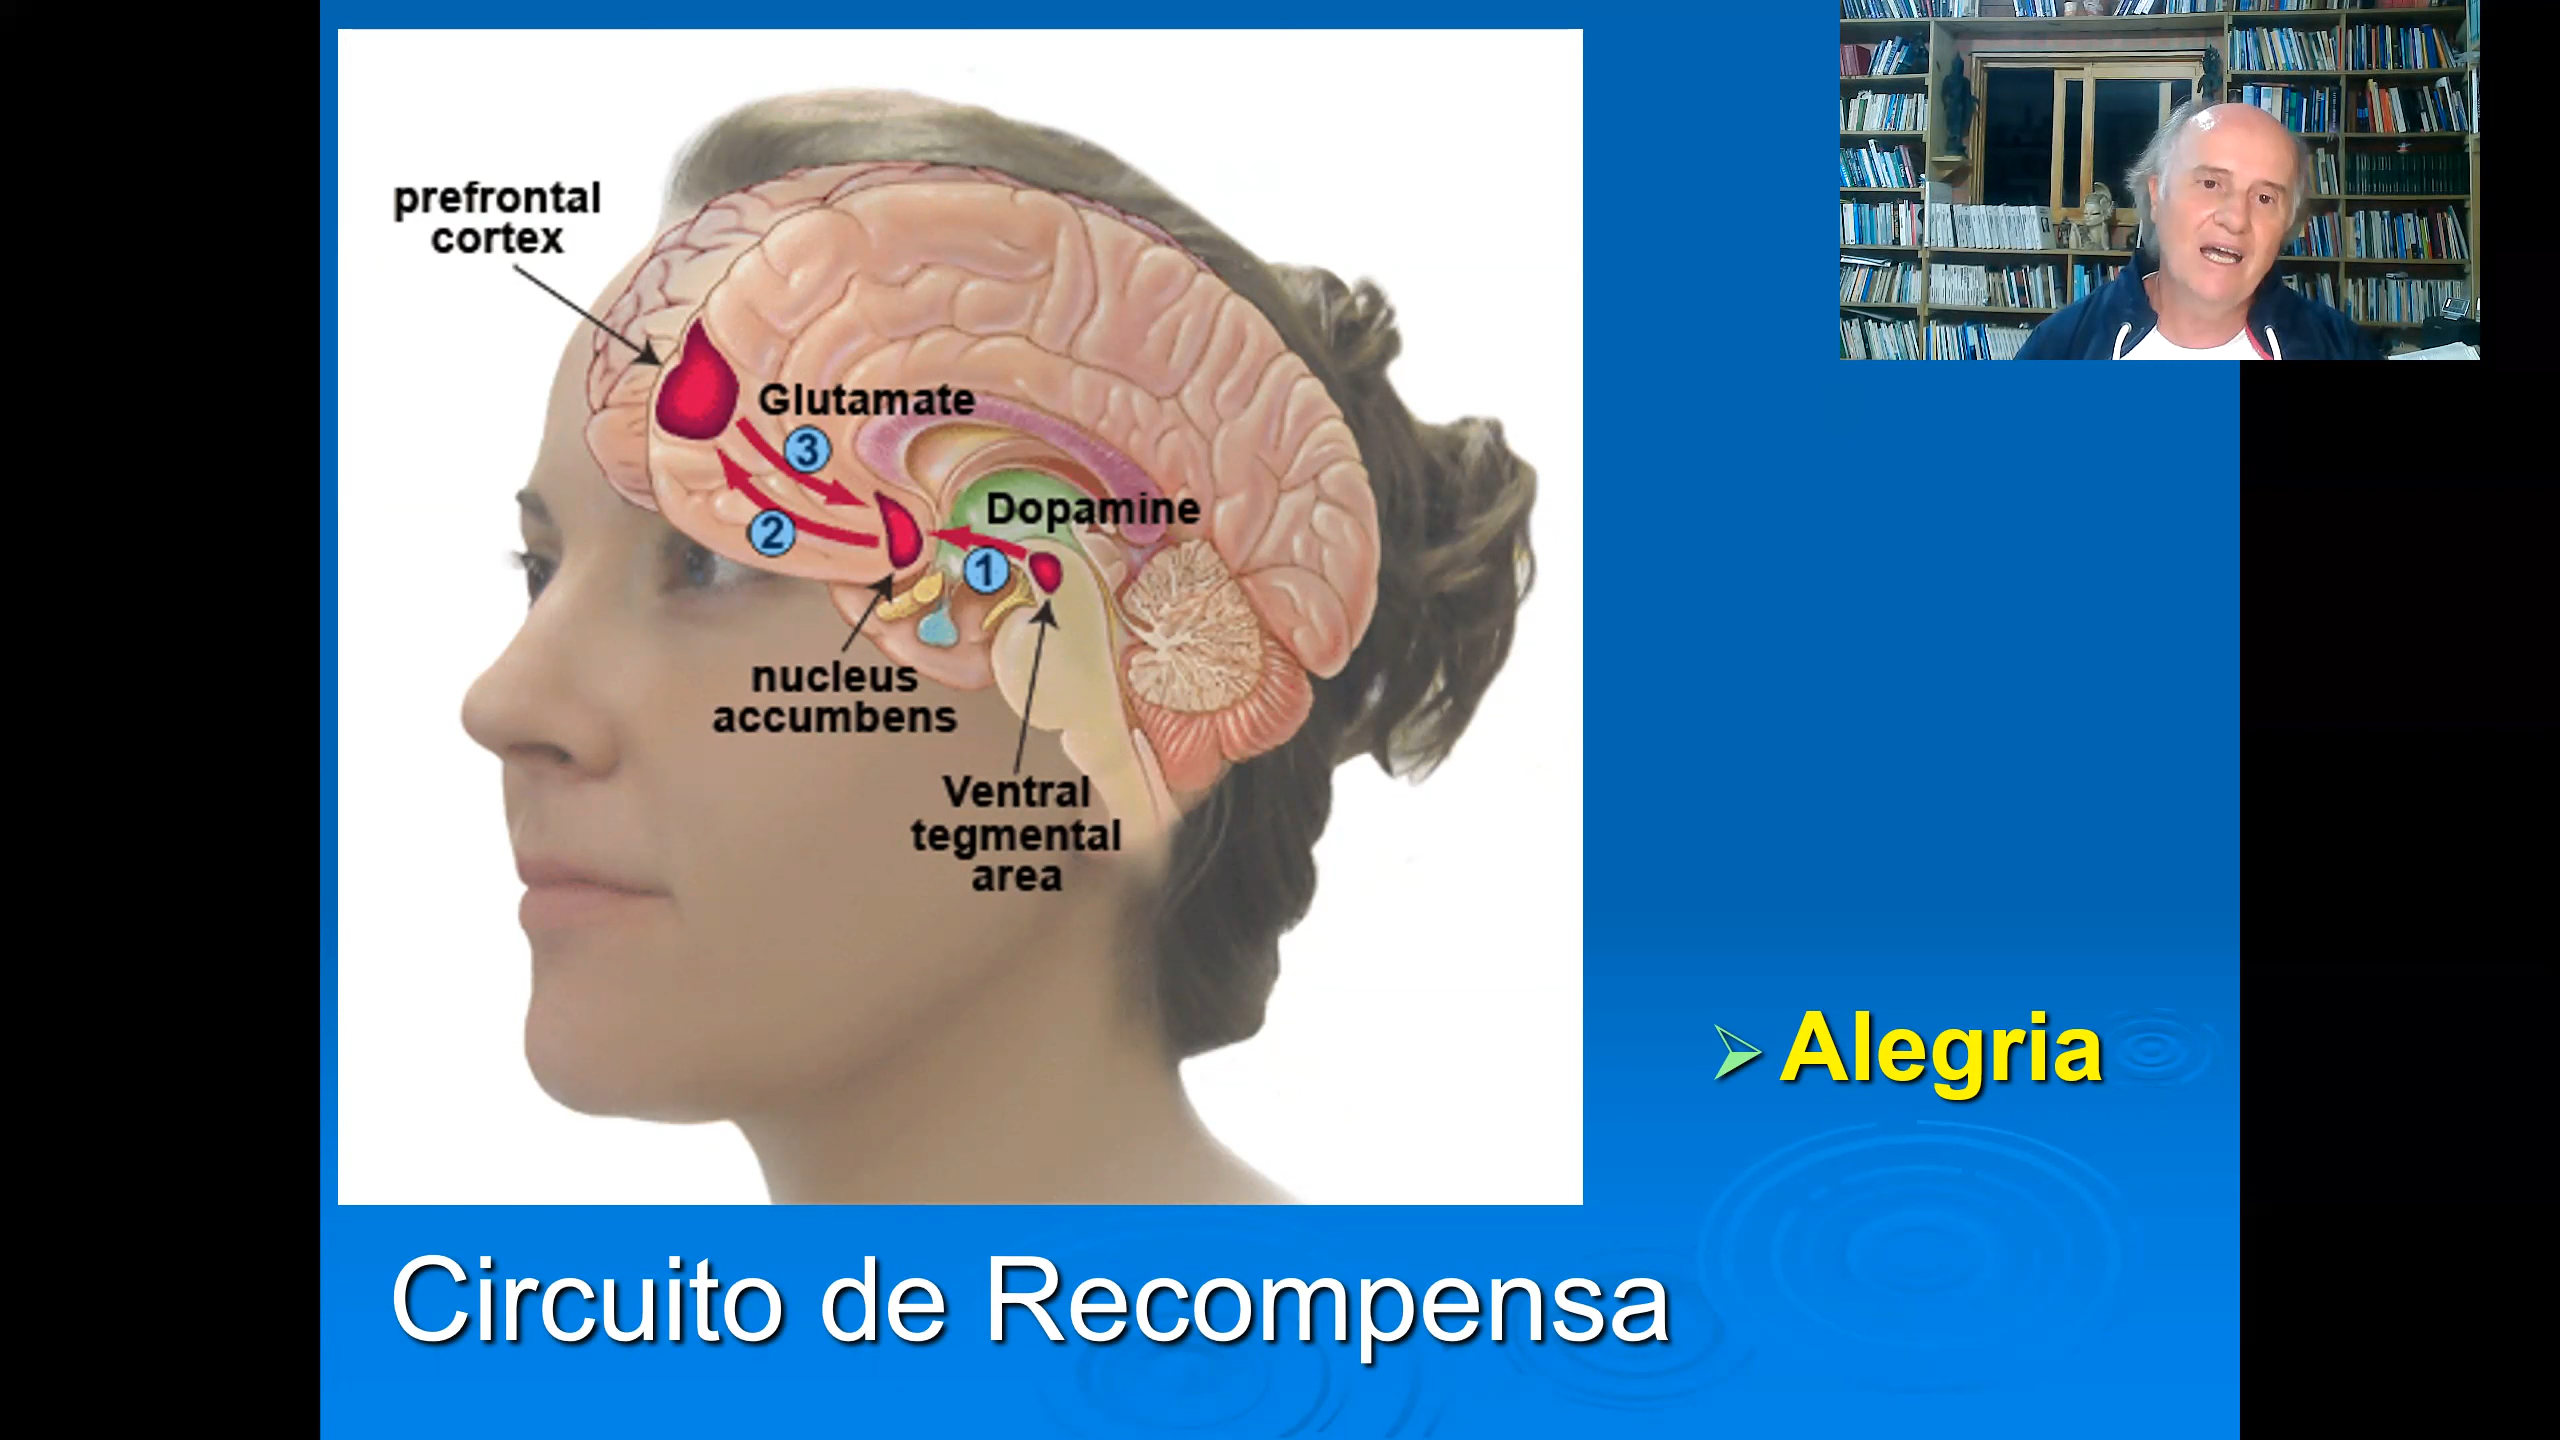 prefrontal
cortex
Glutamate
3
Dopamine
2
1
nucleus
accumbens
Ventral
tegmental
area
Alegria
Circuito de Recompensa